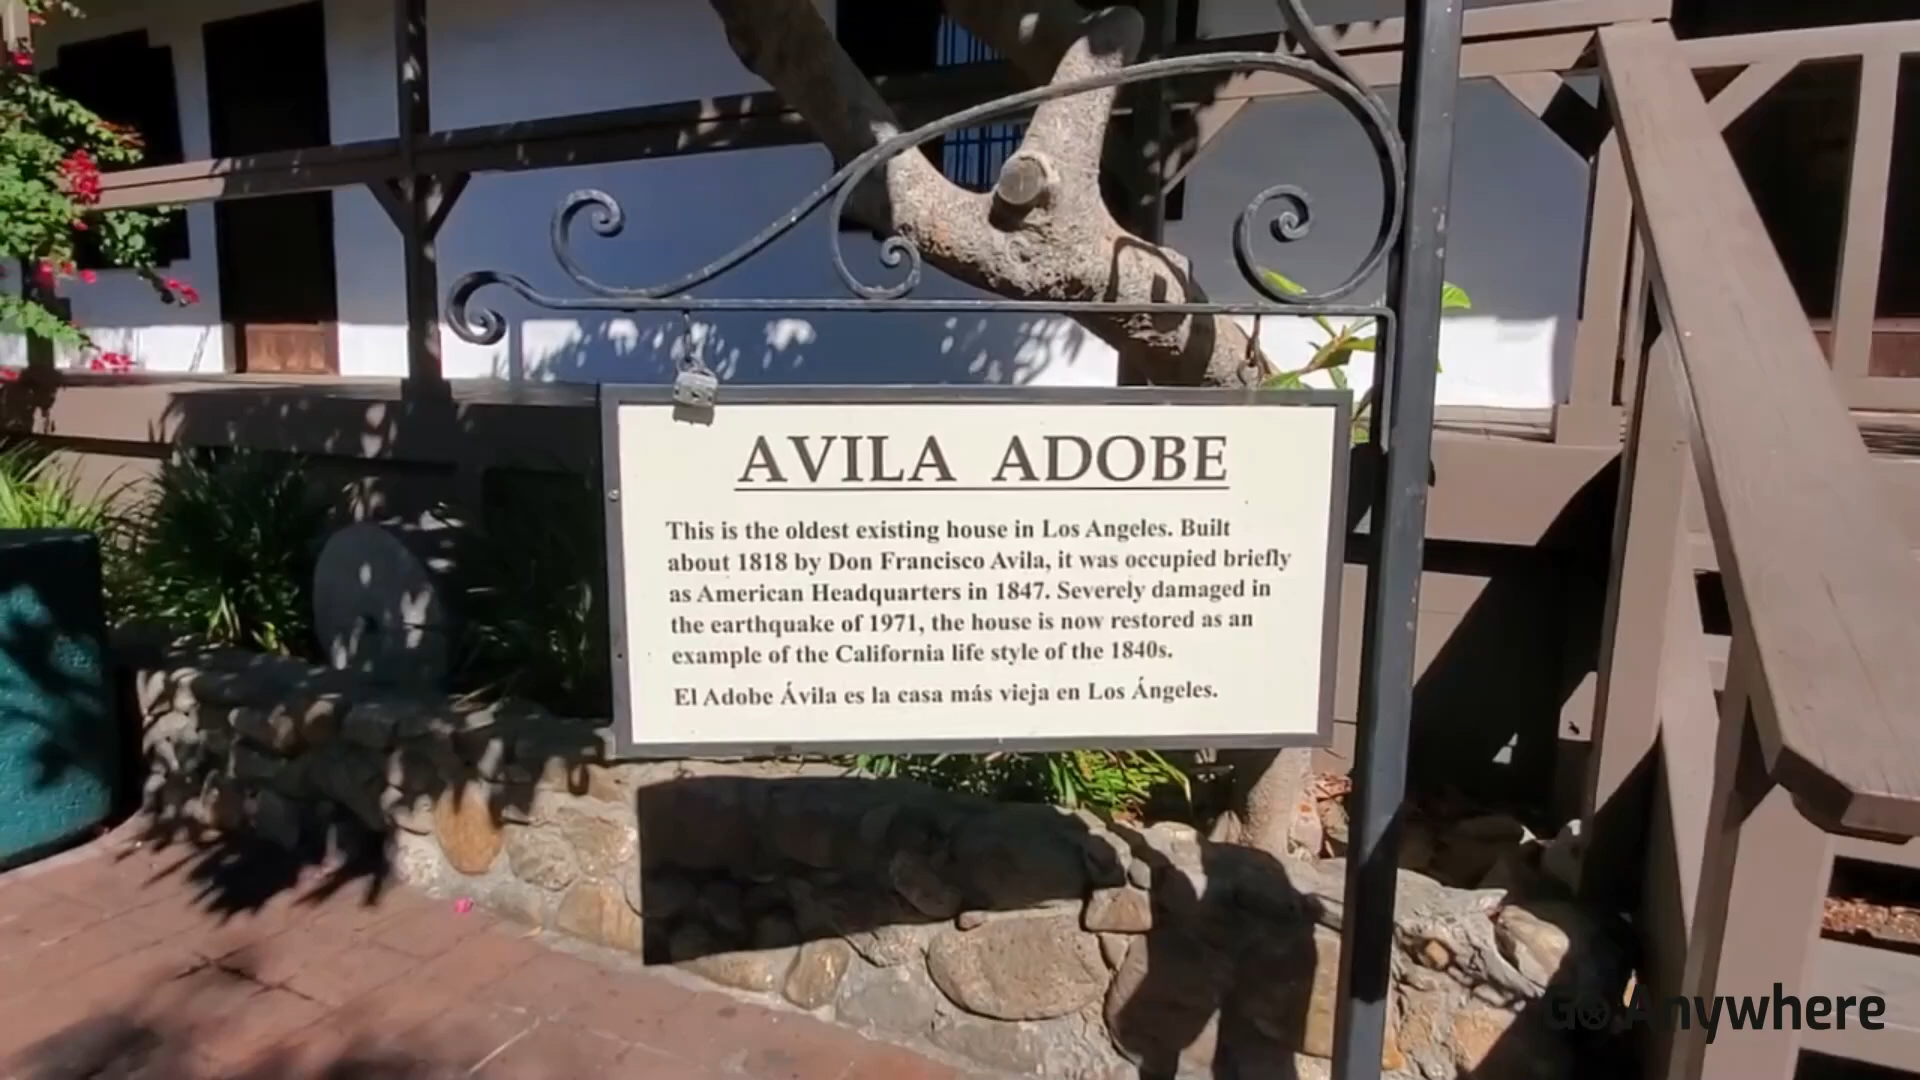 AVILA ADOBE
This is the oldest existing house in Los Angeles. Built
about 1818 by Don Francisco Avila, it was occupied briefly
as American Headquarters in 1847. Severely damaged in
the earthquake of 1971, the house is now restored as an
example of the California life style of the 1840s.
El Adobe Ávila es la casa más vieja en Los Ángeles.
Go Anywhere